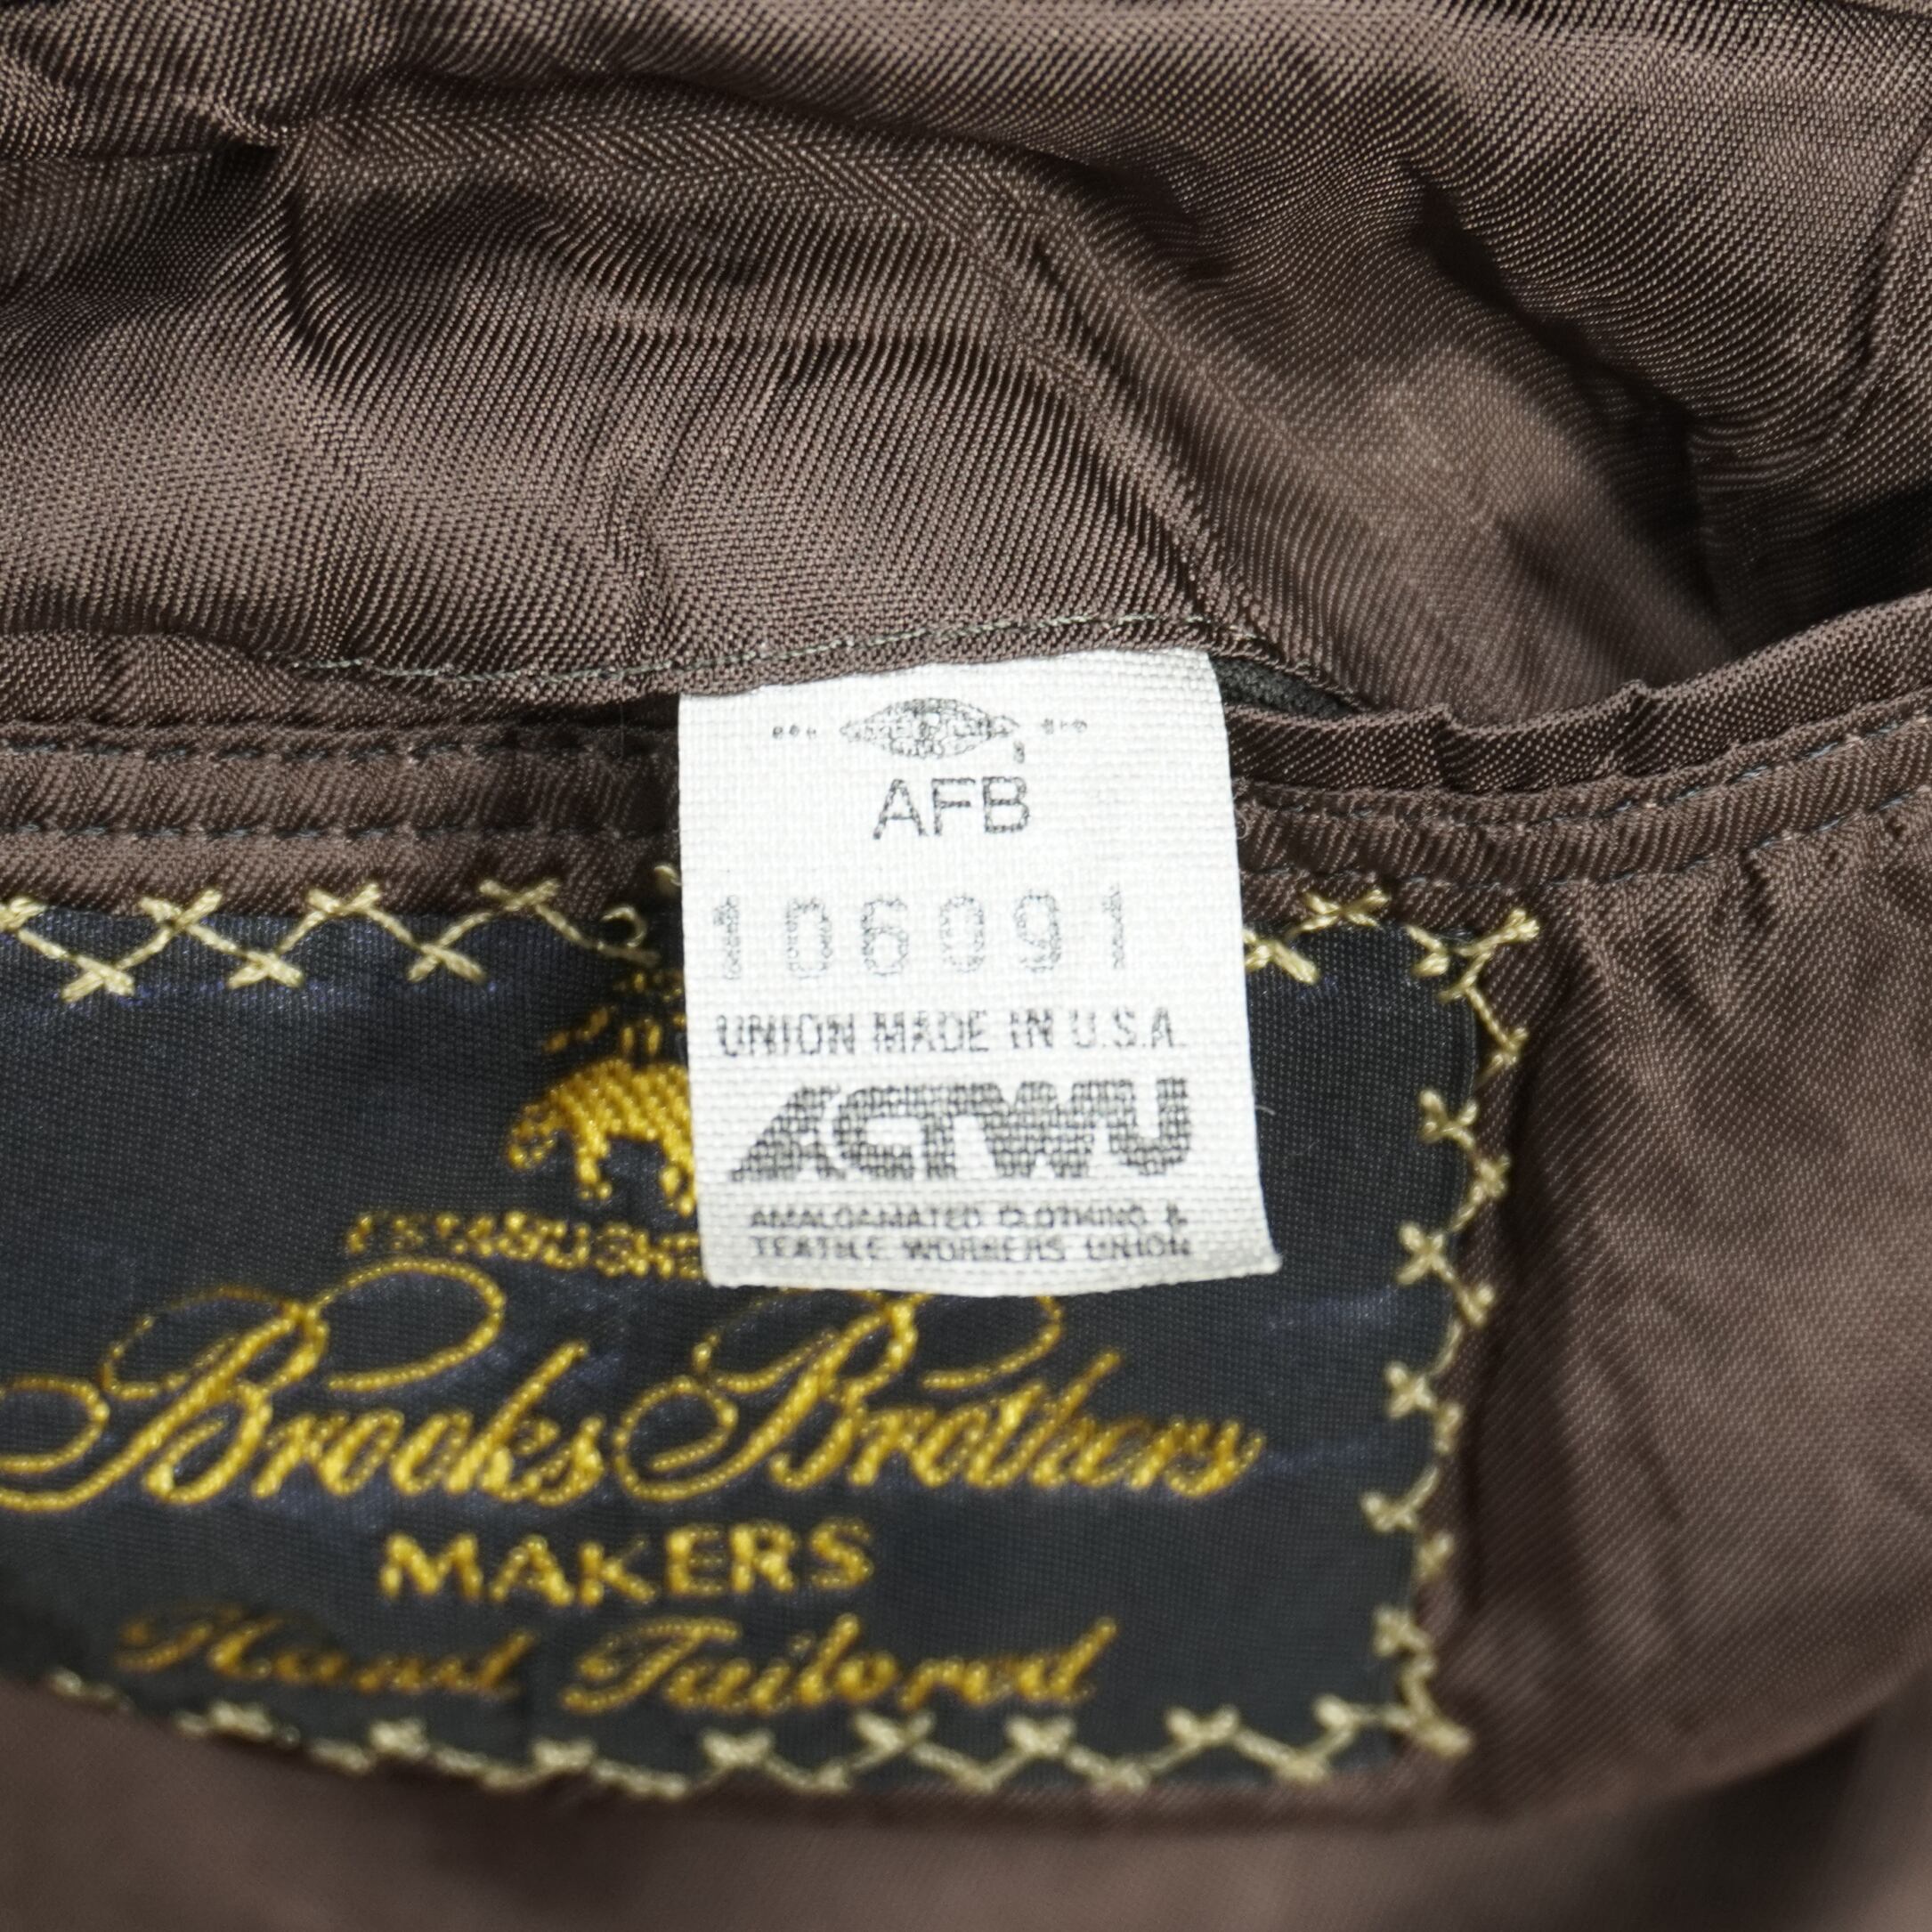 AFB
106091
UNION MADE IN U.S.A.
ACTWU
AMALGAMATED CLOTHING &
TEXTILE WORKERS UNION
Brooks Brothers
MAKERS
Hand Tailored